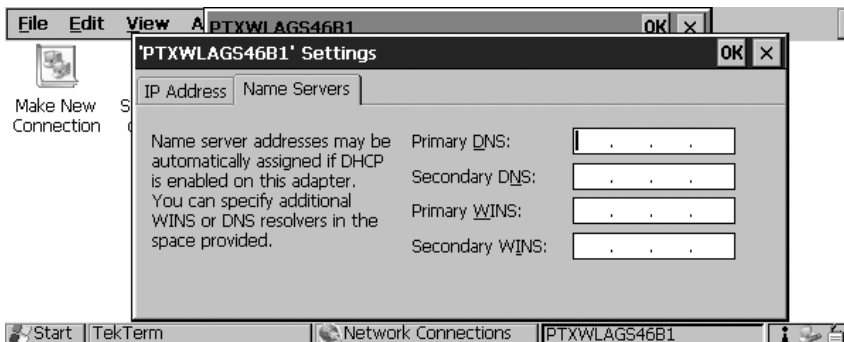 File Edit View A PTXWLAGS46B1 OK ×
'PTXWLAGS46B1' Settings OK ×
IP Address Name Servers
Make New
Connection
S
Name server addresses may be
automatically assigned if DHCP
is enabled on this adapter.
You can specify additional
WINS or DNS resolvers in the
space provided.
Primary DNS:
Secondary DNS:
Primary WINS:
Secondary WINS:
Start TekTerm Network Connections PTXWLAGS46B1